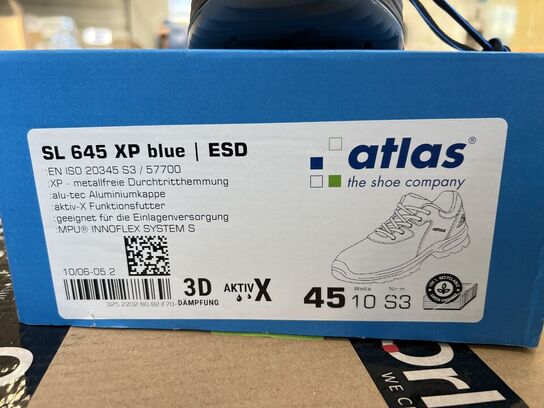 SL 645 XP blue | ESD
:EN ISO 20345 S3 / 57700
:XP - metallfreie Durchtritthemmung
:alu-tec Aluminiumkappe
:aktiv-X Funktionsfutter
:geeignet für die Einlagenversorgung
:MPU® INNOFLEX SYSTEM S
atlas®
the shoe company
10/06-05.2
3D
DÄMPFUNG
AKTIV X
Weite
Norm
45 10 S3
WE C